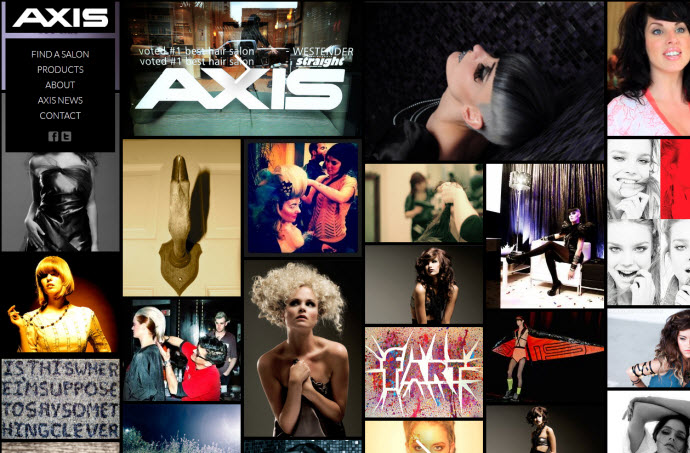 AXIS
FIND A SALON
PRODUCTS
ABOUT
AXIS NEWS
CONTACT
voted #1 best hair salon - WESTENDER
voted #1 best hair salon straight
AXIS
ISTHISWHER
EIMSUPPOSE
TOSAYSOMET
HINGCLEVER